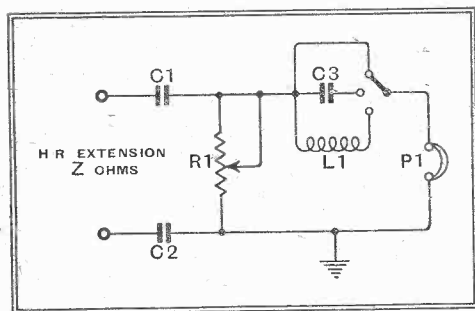 C1
C3
H R EXTENSION
Z OHMS
R1
L1
P1
C2